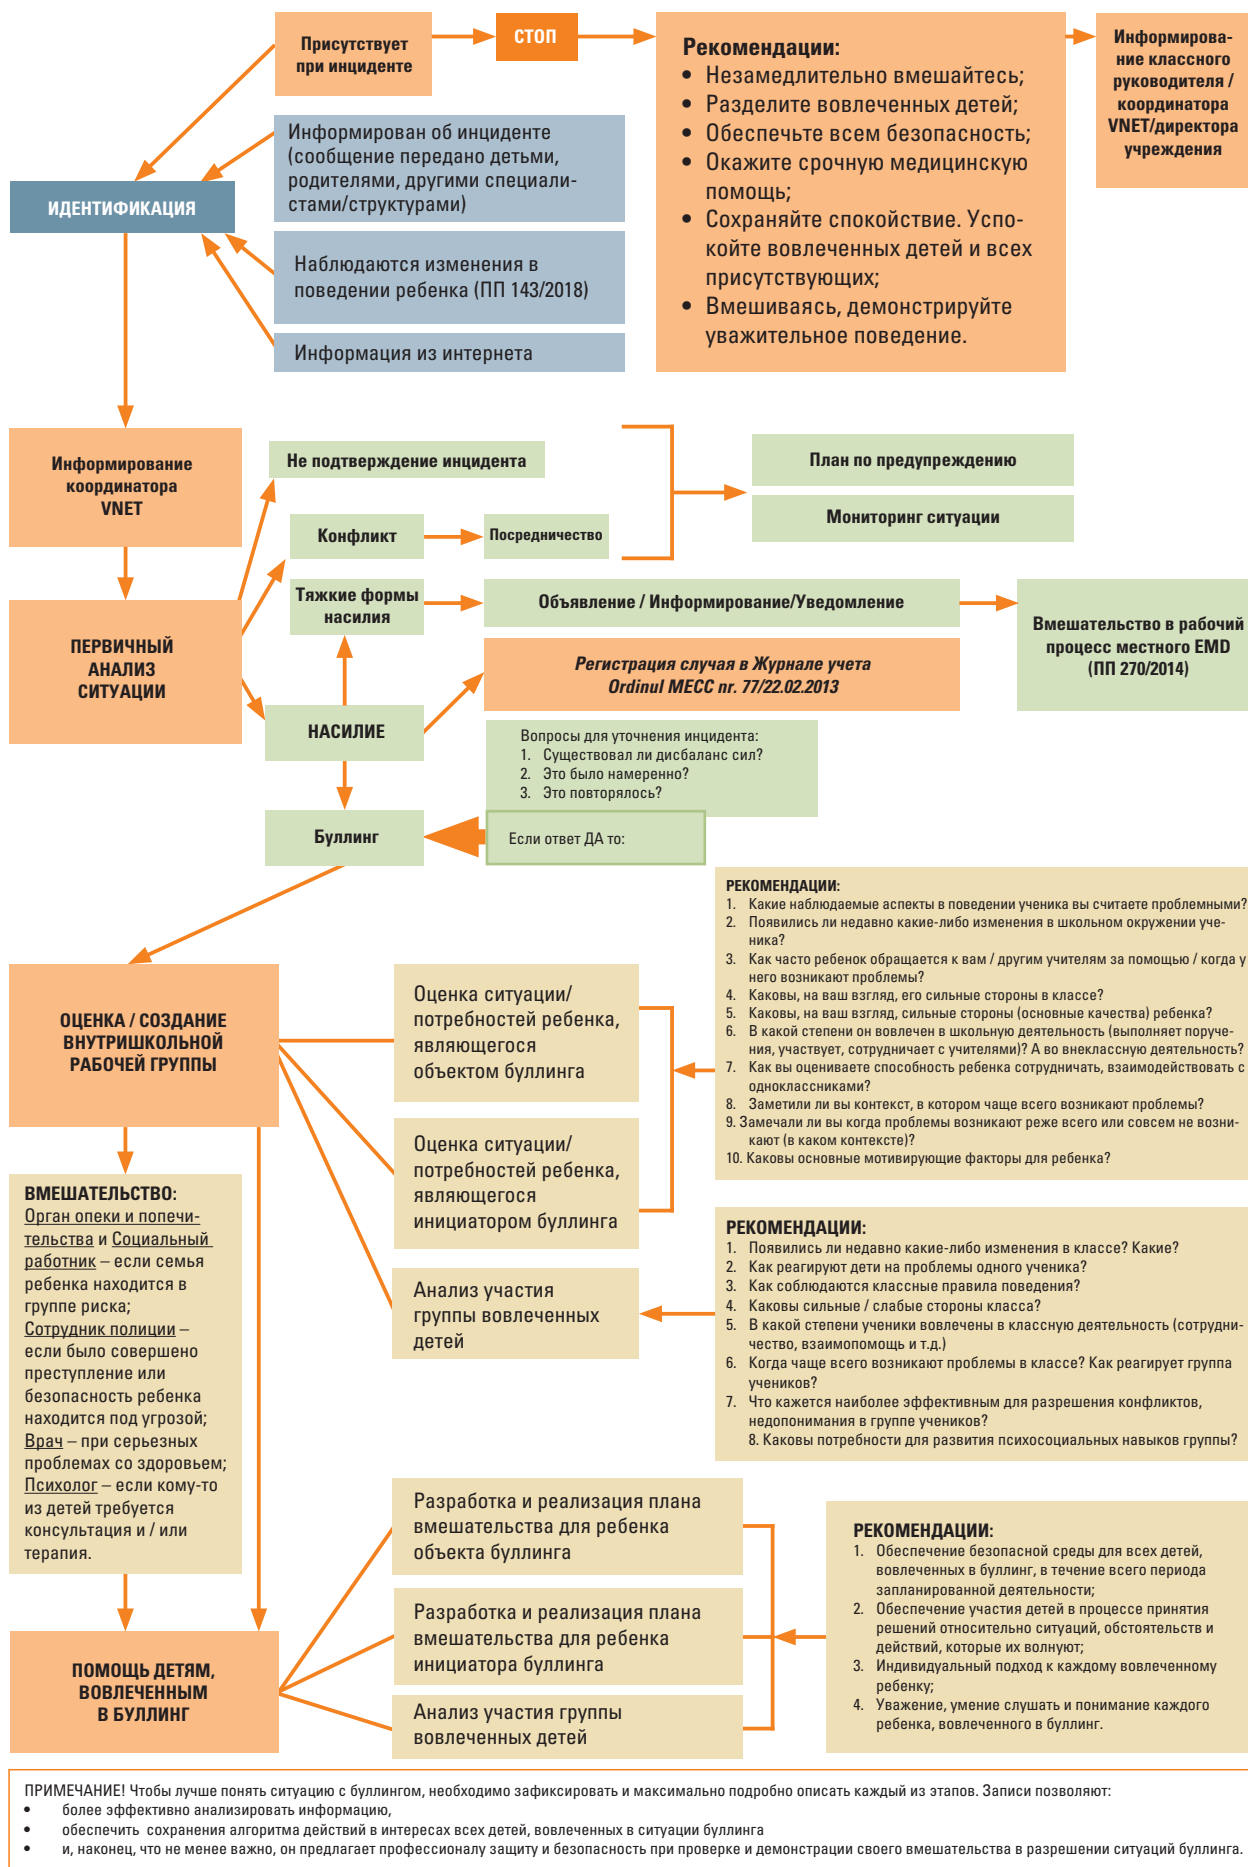 Присутствует
при инциденте
СТОП
Рекомендации:
• Незамедлительно вмешайтесь;
• Разделите вовлеченных детей;
• Обеспечьте всем безопасность;
• Окажите срочную медицинскую
помощь;
• Сохраняйте спокойствие. Успо-
койте вовлеченных детей и всех
присутствующих;
• Вмешиваясь, демонстрируйте
уважительное поведение.
Информирова-
ние классного
руководителя /
координатора
VNET/директора
учреждения
Информирован об инциденте
(сообщение передано детьми,
родителями, другими специали-
стами/структурами)
ИДЕНТИФИКАЦИЯ
Наблюдаются изменения в
поведении ребенка (ПП 143/2018)
Информация из интернета
Информирование
координатора
VNET
Не подтверждение инцидента
План по предупреждению
Мониторинг ситуации
Конфликт
Посредничество
Тяжкие формы
насилия
Объявление / Информирование/Уведомление
Вмешательство в рабочий
процесс местного EMD
(ПП 270/2014)
ПЕРВИЧНЫЙ
АНАЛИЗ
СИТУАЦИИ
Регистрация случая в Журнале учета
Ordinul MECC nr. 77/22.02.2013
НАСИЛИЕ
Вопросы для уточнения инцидента:
1. Существовал ли дисбаланс сил?
2. Это было намеренно?
3. Это повторялось?
Буллинг
Если ответ ДА то:
РЕКОМЕНДАЦИИ:
1. Какие наблюдаемые аспекты в поведении ученика вы считаете проблемными?
2. Появились ли недавно какие-либо изменения в школьном окружении уче-
ника?
3. Как часто ребенок обращается к вам / другим учителям за помощью / когда у
него возникают проблемы?
4. Каковы, на ваш взгляд, его сильные стороны в классе?
5. Каковы, на ваш взгляд, сильные стороны (основные качества) ребенка?
6. В какой степени он вовлечен в школьную деятельность (выполняет поруче-
ния, участвует, сотрудничает с учителями)? А во внеклассную деятельность?
7. Как вы оцениваете способность ребенка сотрудничать, взаимодействовать с
одноклассниками?
8. Заметили ли вы контекст, в котором чаще всего возникают проблемы?
9. Замечали ли вы когда проблемы возникают реже всего или совсем не возни-
кают (в каком контексте)?
10. Каковы основные мотивирующие факторы для ребенка?
ОЦЕНКА / СОЗДАНИЕ
ВНУТРИШКОЛЬНОЙ
РАБОЧЕЙ ГРУППЫ
Оценка ситуации/
потребностей ребенка,
являющегося
объектом буллинга
Оценка ситуации/
потребностей ребенка,
являющегося
инициатором буллинга
Анализ участия
группы вовлеченных
детей
РЕКОМЕНДАЦИИ:
1. Появились ли недавно какие-либо изменения в классе? Какие?
2. Как реагируют дети на проблемы одного ученика?
3. Как соблюдаются классные правила поведения?
4. Каковы сильные / слабые стороны класса?
5. В какой степени ученики вовлечены в классную деятельность (сотрудни-
чество, взаимопомощь и т.д.)
6. Когда чаще всего возникают проблемы в классе? Как реагирует группа
учеников?
7. Что кажется наиболее эффективным для разрешения конфликтов,
недопонимания в группе учеников?
8. Каковы потребности для развития психосоциальных навыков группы?
ВМЕШАТЕЛЬСТВО:
Орган опеки и попечи-
тельства и Социальный
работник – если семья
ребенка находится в
группе риска;
Сотрудник полиции –
если было совершено
преступление или
безопасность ребенка
находится под угрозой;
Врач – при серьезных
проблемах со здоровьем;
Психолог – если кому-то
из детей требуется
консультация и / или
терапия.
Разработка и реализация плана
вмешательства для ребенка
объекта буллинга
Разработка и реализация плана
вмешательства для ребенка
инициатора буллинга
Анализ участия группы
вовлеченных детей
РЕКОМЕНДАЦИИ:
1. Обеспечение безопасной среды для всех детей,
вовлеченных в буллинг, в течение всего периода
запланированной деятельности;
2. Обеспечение участия детей в процессе принятия
решений относительно ситуаций, обстоятельств и
действий, которые их волнуют;
3. Индивидуальный подход к каждому вовлеченному
ребенку;
4. Уважение, умение слушать и понимание каждого
ребенка, вовлеченного в буллинг.
ПОМОЩЬ ДЕТЯМ,
ВОВЛЕЧЕННЫМ
В БУЛЛИНГ
ПРИМЕЧАНИЕ! Чтобы лучше понять ситуацию с буллингом, необходимо зафиксировать и максимально подробно описать каждый из этапов. Записи позволяют:
• более эффективно анализировать информацию,
• обеспечить сохранения алгоритма действий в интересах всех детей, вовлеченных в ситуации буллинга
• и, наконец, что не менее важно, он предлагает профессионалу защиту и безопасность при проверке и демонстрации своего вмешательства в разрешении ситуаций буллинга.